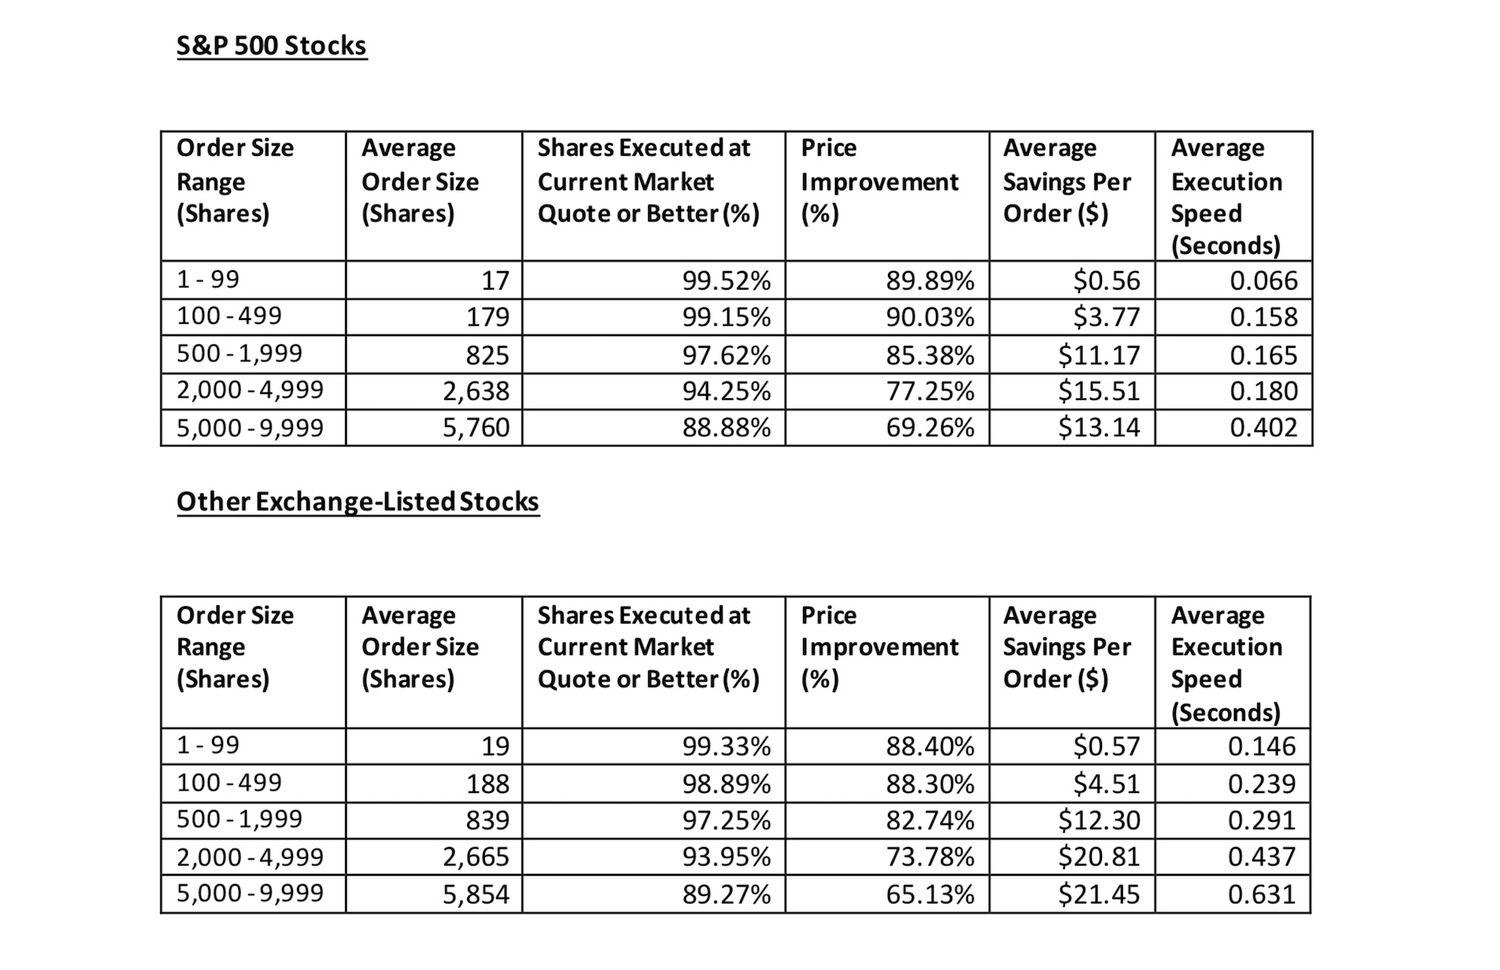 S&P 500 Stocks
Order Size Range (Shares) | Average Order Size (Shares) | Shares Executed at Current Market Quote or Better (%) | Price Improvement (%) | Average Savings Per Order ($) | Average Execution Speed (Seconds)
1 - 99 | 17 | 99.52% | 89.89% | $0.56 | 0.066
100 - 499 | 179 | 99.15% | 90.03% | $3.77 | 0.158
500 - 1,999 | 825 | 97.62% | 85.38% | $11.17 | 0.165
2,000 - 4,999 | 2,638 | 94.25% | 77.25% | $15.51 | 0.180
5,000 - 9,999 | 5,760 | 88.88% | 69.26% | $13.14 | 0.402
Other Exchange-Listed Stocks
Order Size Range (Shares) | Average Order Size (Shares) | Shares Executed at Current Market Quote or Better (%) | Price Improvement (%) | Average Savings Per Order ($) | Average Execution Speed (Seconds)
1 - 99 | 19 | 99.33% | 88.40% | $0.57 | 0.146
100 - 499 | 188 | 98.89% | 88.30% | $4.51 | 0.239
500 - 1,999 | 839 | 97.25% | 82.74% | $12.30 | 0.291
2,000 - 4,999 | 2,665 | 93.95% | 73.78% | $20.81 | 0.437
5,000 - 9,999 | 5,854 | 89.27% | 65.13% | $21.45 | 0.631